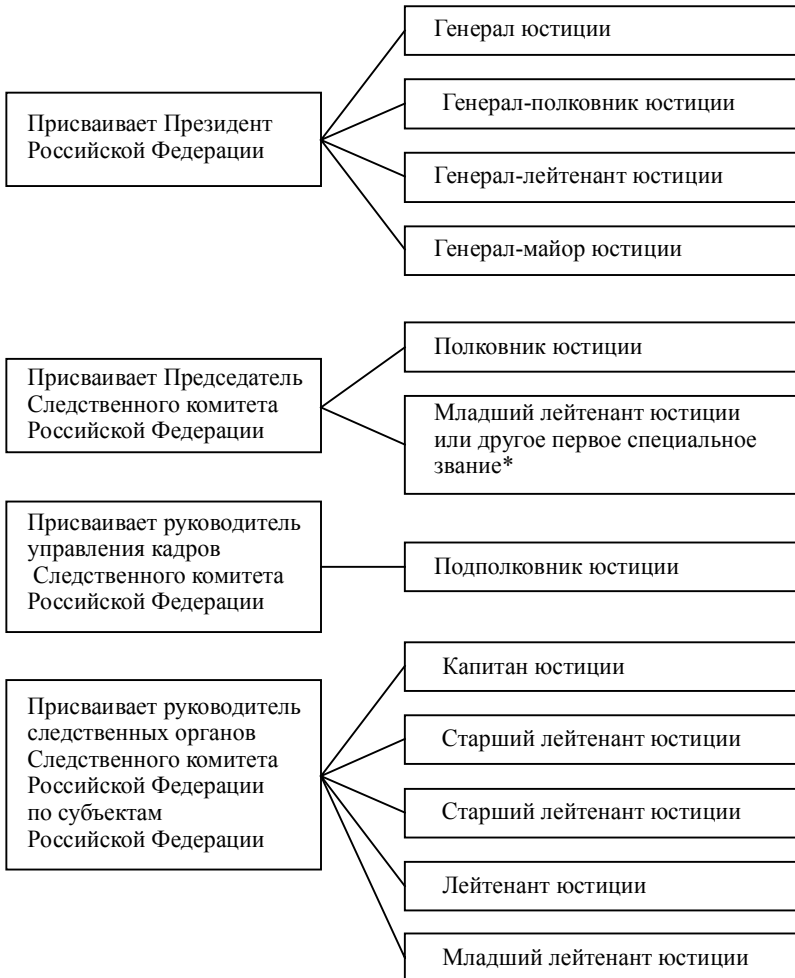 Присваивает Президент
Российской Федерации
Генерал юстиции
Генерал-полковник юстиции
Генерал-лейтенант юстиции
Генерал-майор юстиции
Присваивает Председатель
Следственного комитета
Российской Федерации
Полковник юстиции
Младший лейтенант юстиции
или другое первое специальное
звание*
Присваивает руководитель
управления кадров
Следственного комитета
Российской Федерации
Подполковник юстиции
Присваивает руководитель
следственных органов
Следственного комитета
Российской Федерации
по субъектам
Российской Федерации
Капитан юстиции
Старший лейтенант юстиции
Старший лейтенант юстиции
Лейтенант юстиции
Младший лейтенант юстиции